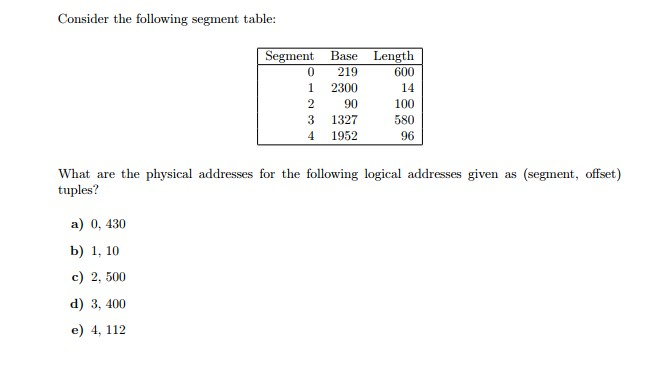 Consider the following segment table:
Segment Base Length
0 219 600
1 2300 14
2 90 100
3 1327 580
4 1952 96
What are the physical addresses for the following logical addresses given as (segment, offset)
tuples?
a) 0, 430
b) 1, 10
c) 2, 500
d) 3, 400
e) 4, 112